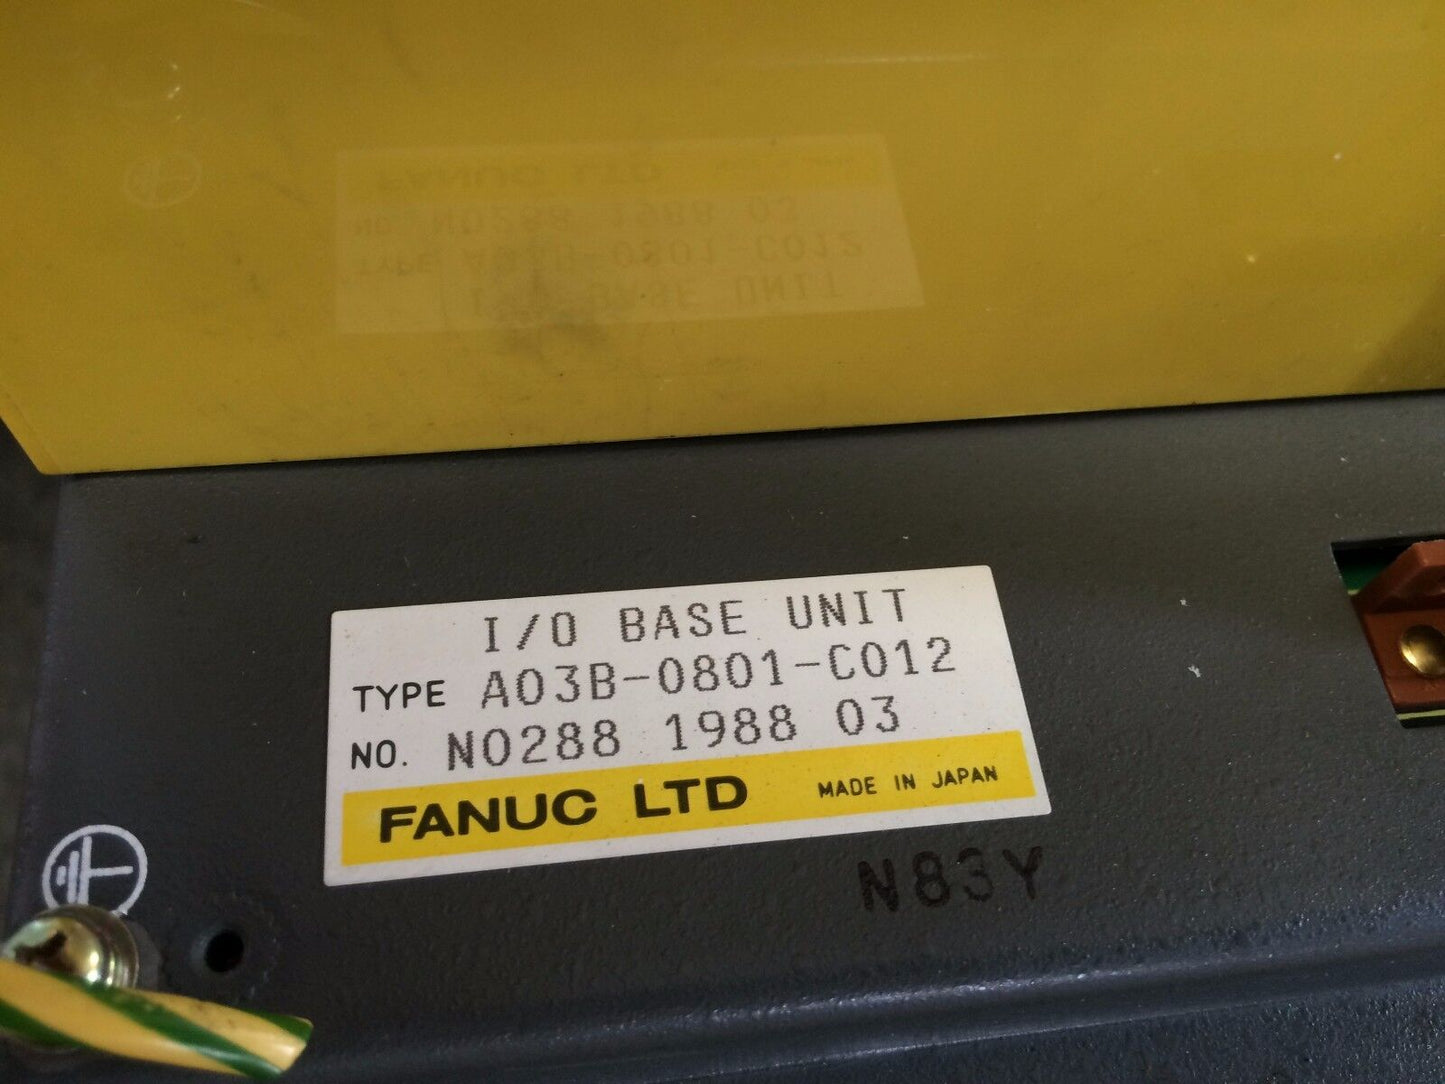 I/O BASE UNIT
TYPE A03B-0801-C012
NO. N0288 1988 03
FANUC LTD MADE IN JAPAN
N83Y